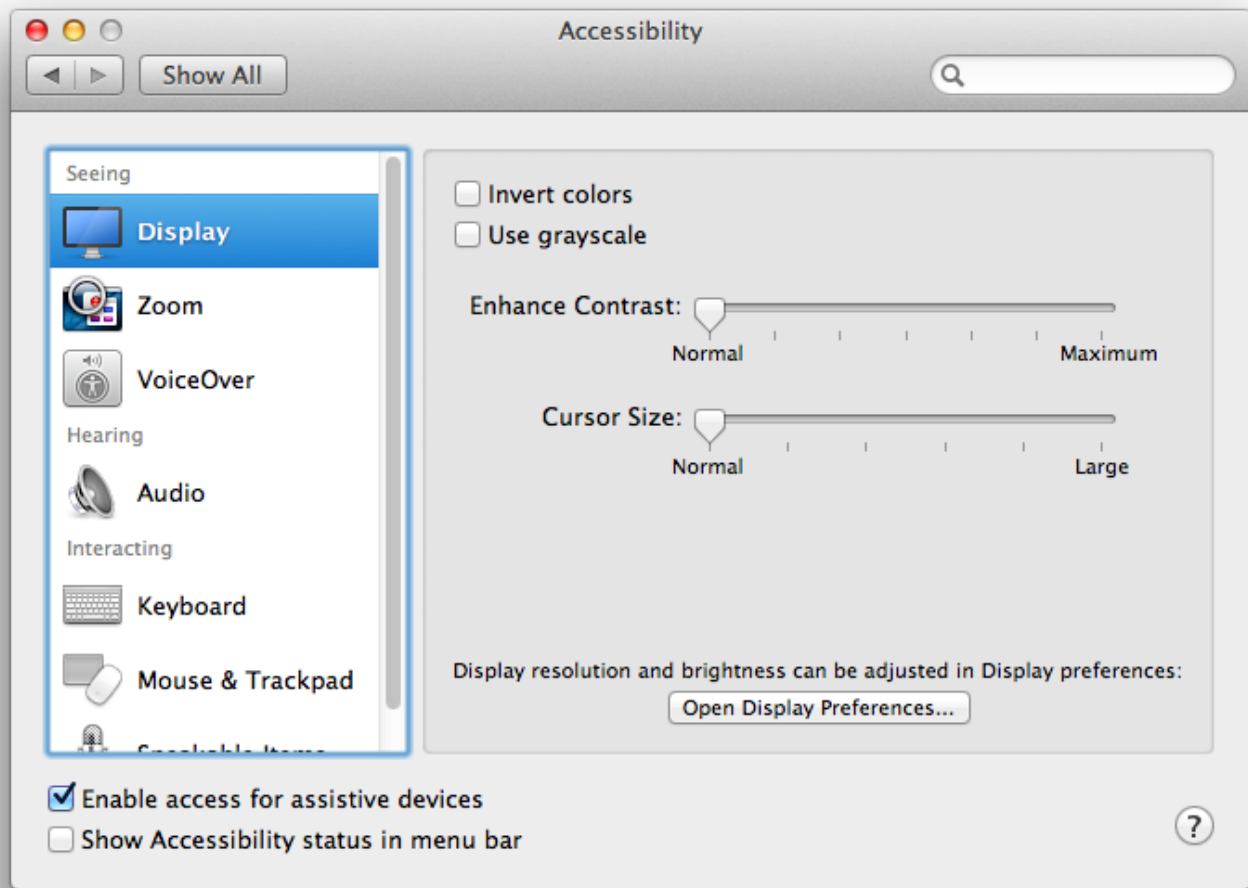 Accessibility
Show All
Seeing
Display
Zoom
VoiceOver
Hearing
Audio
Interacting
Keyboard
Mouse & Trackpad
Invert colors
Use grayscale
Enhance Contrast:
Normal Maximum
Cursor Size:
Normal Large
Display resolution and brightness can be adjusted in Display preferences:
Open Display Preferences...
Enable access for assistive devices
Show Accessibility status in menu bar
?